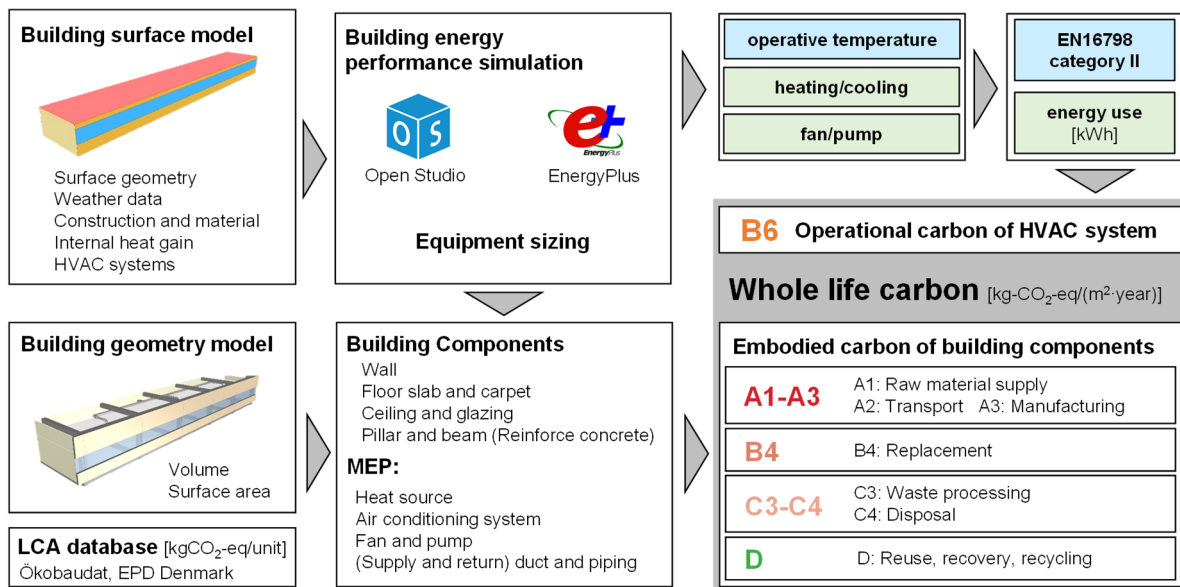 Building surface model
Surface geometry
Weather data
Construction and material
Internal heat gain
HVAC systems
Building energy
performance simulation
OS
e+
EnergyPlus
Open Studio
EnergyPlus
Equipment sizing
operative temperature
heating/cooling
fan/pump
EN16798
category II
energy use
[kWh]
B6 Operational carbon of HVAC system
Whole life carbon [kg-CO₂-eq/(m²·year)]
Building geometry model
Volume
Surface area
LCA database [kgCO₂-eq/unit]
Ökobaudat, EPD Denmark
Building Components
Wall
Floor slab and carpet
Ceiling and glazing
Pillar and beam (Reinforce concrete)
MEP:
Heat source
Air conditioning system
Fan and pump
(Supply and return) duct and piping
Embodied carbon of building components
A1-A3
A1: Raw material supply
A2: Transport A3: Manufacturing
B4
B4: Replacement
C3-C4
C3: Waste processing
C4: Disposal
D
D: Reuse, recovery, recycling